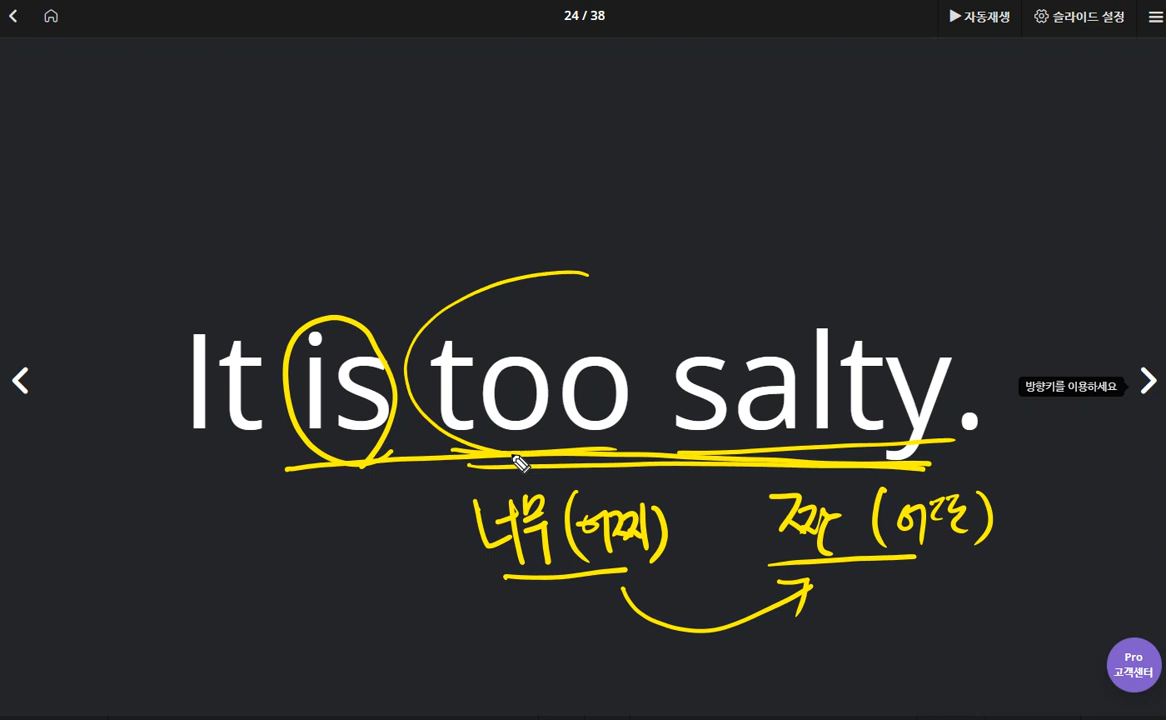 24 / 38
자동재생
슬라이드 설정
It is too salty.
방향키를 이용하세요
너무 (어찌) 짠 (어떤)
Pro
고객센터